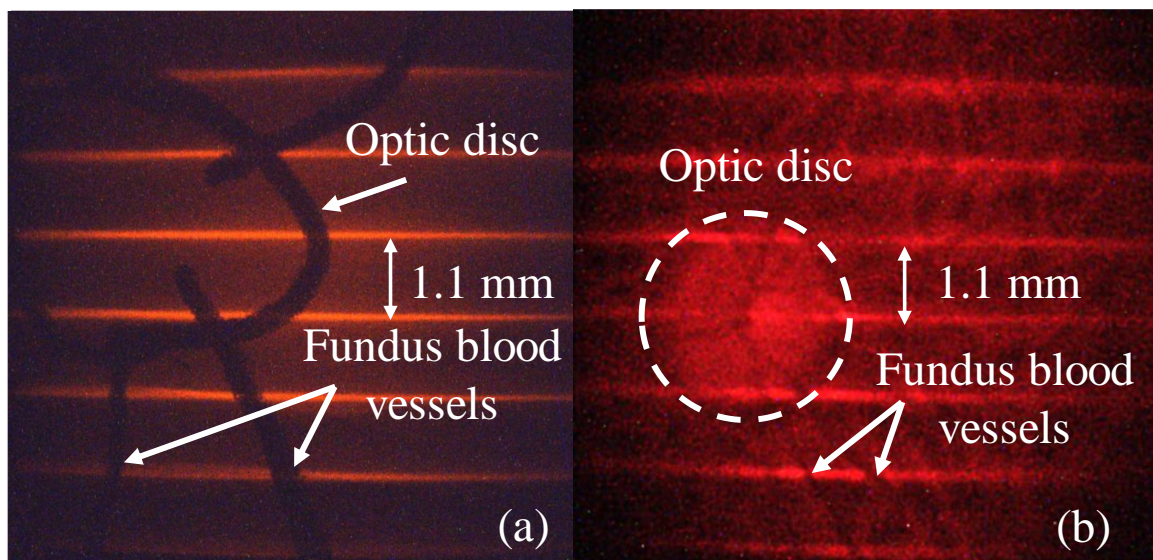 Optic disc
1.1 mm
Fundus blood
vessels
(a)
Optic disc
1.1 mm
Fundus blood
vessels
(b)